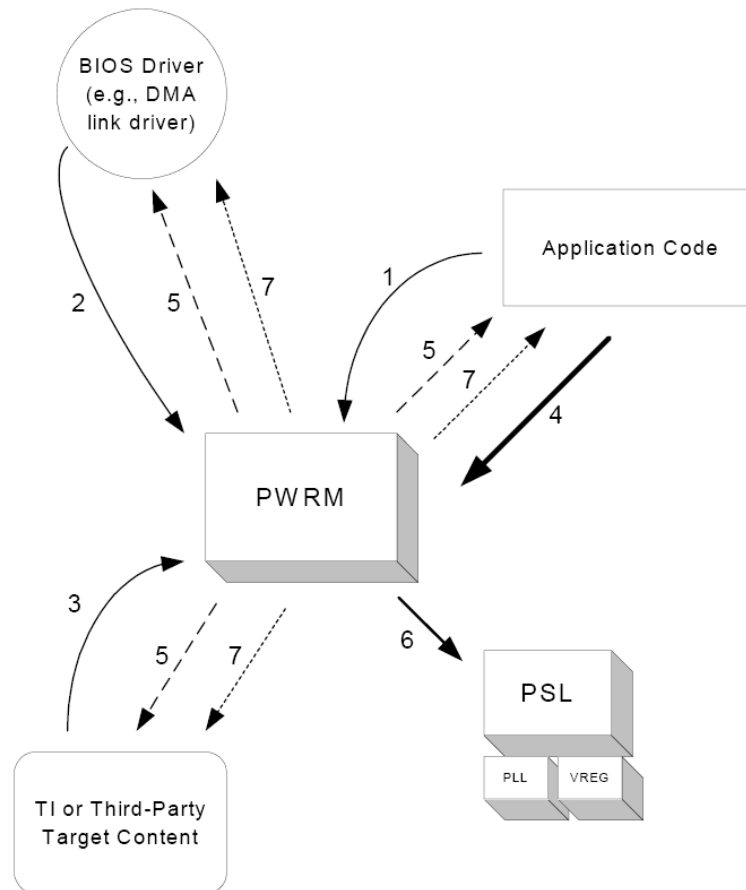 BIOS Driver
(e.g., DMA
link driver)
Application Code
1
2
5
7
5
7
4
PWRM
3
5
7
6
PSL
PLL
VREG
TI or Third-Party
Target Content